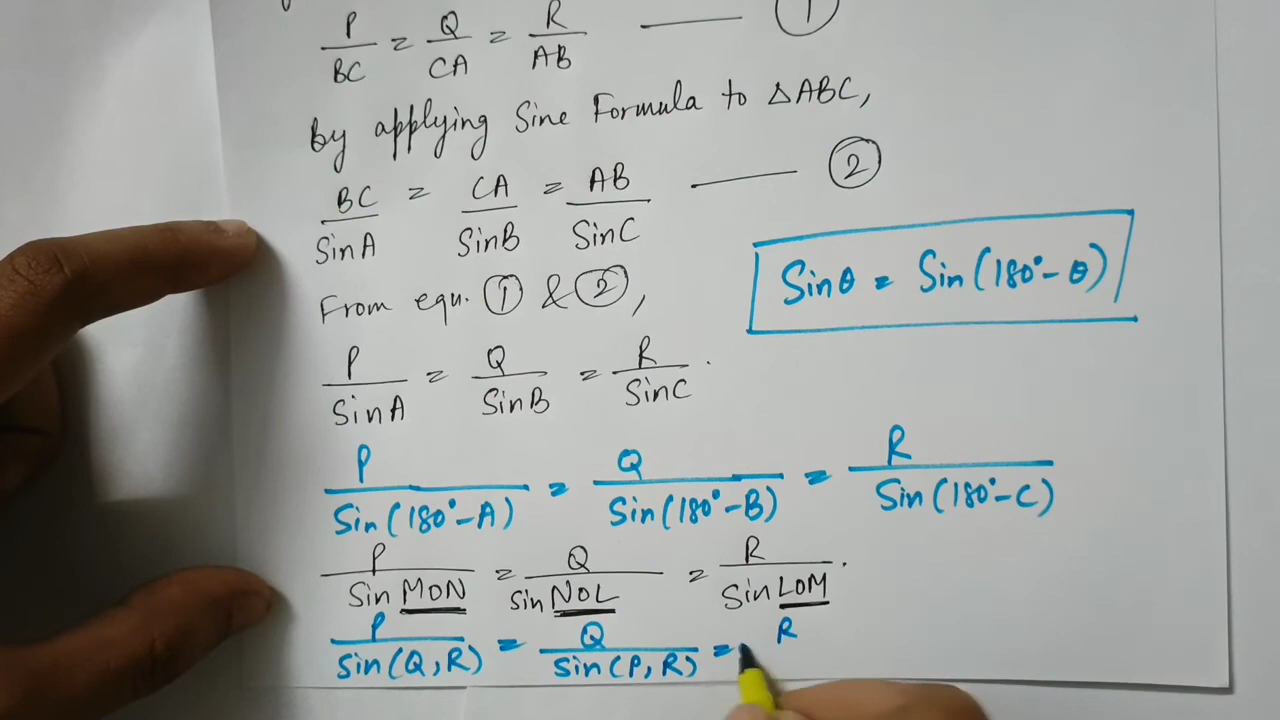 P/BC = Q/CA = R/AB —— ①
By applying Sine Formula to △ABC,
BC/SinA = CA/SinB = AB/SinC —— ②
From equ. ① & ②,
Sinθ = Sin(180°-θ)
P/SinA = Q/SinB = R/SinC.
P/Sin(180°-A) = Q/Sin(180°-B) = R/Sin(180°-C)
P/Sin MON = Q/Sin NOL = R/Sin LOM.
P/Sin(Q,R) = Q/Sin(P,R) = R